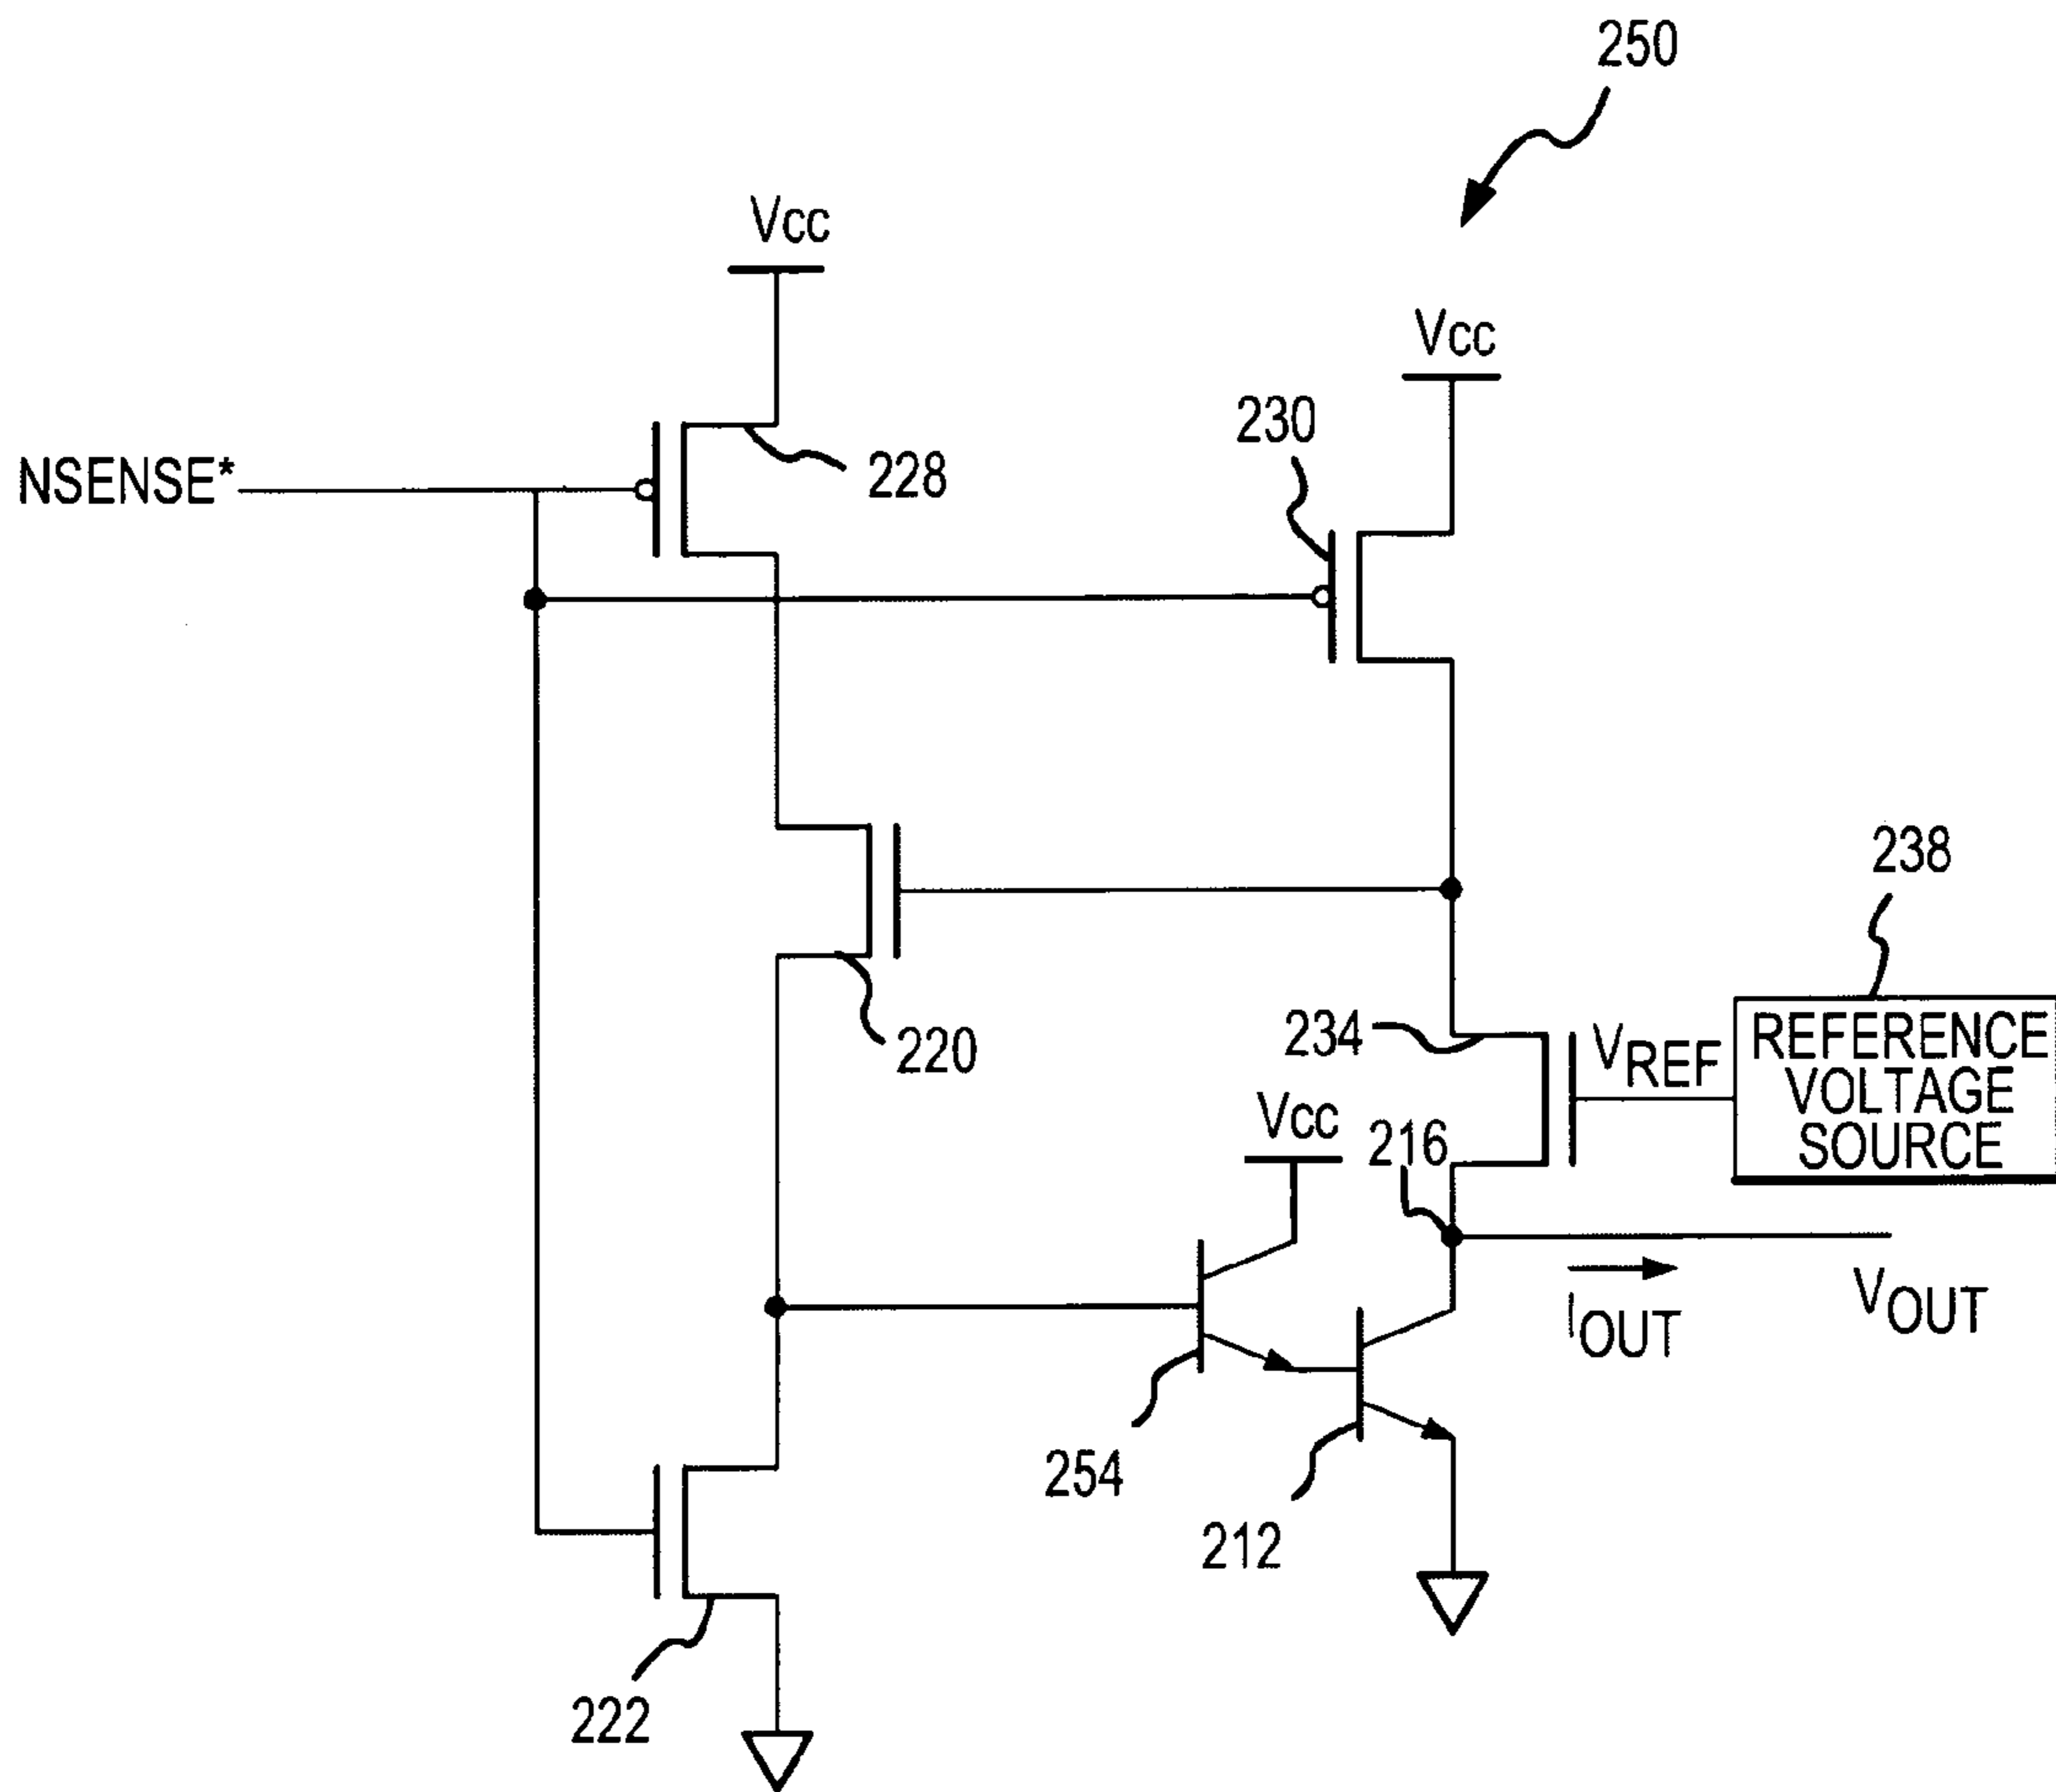 250
Vcc
Vcc
230
NSENSE*
228
238
220
234
VREF
REFERENCE
VOLTAGE
SOURCE
Vcc
216
IOUT
VOUT
254
212
222